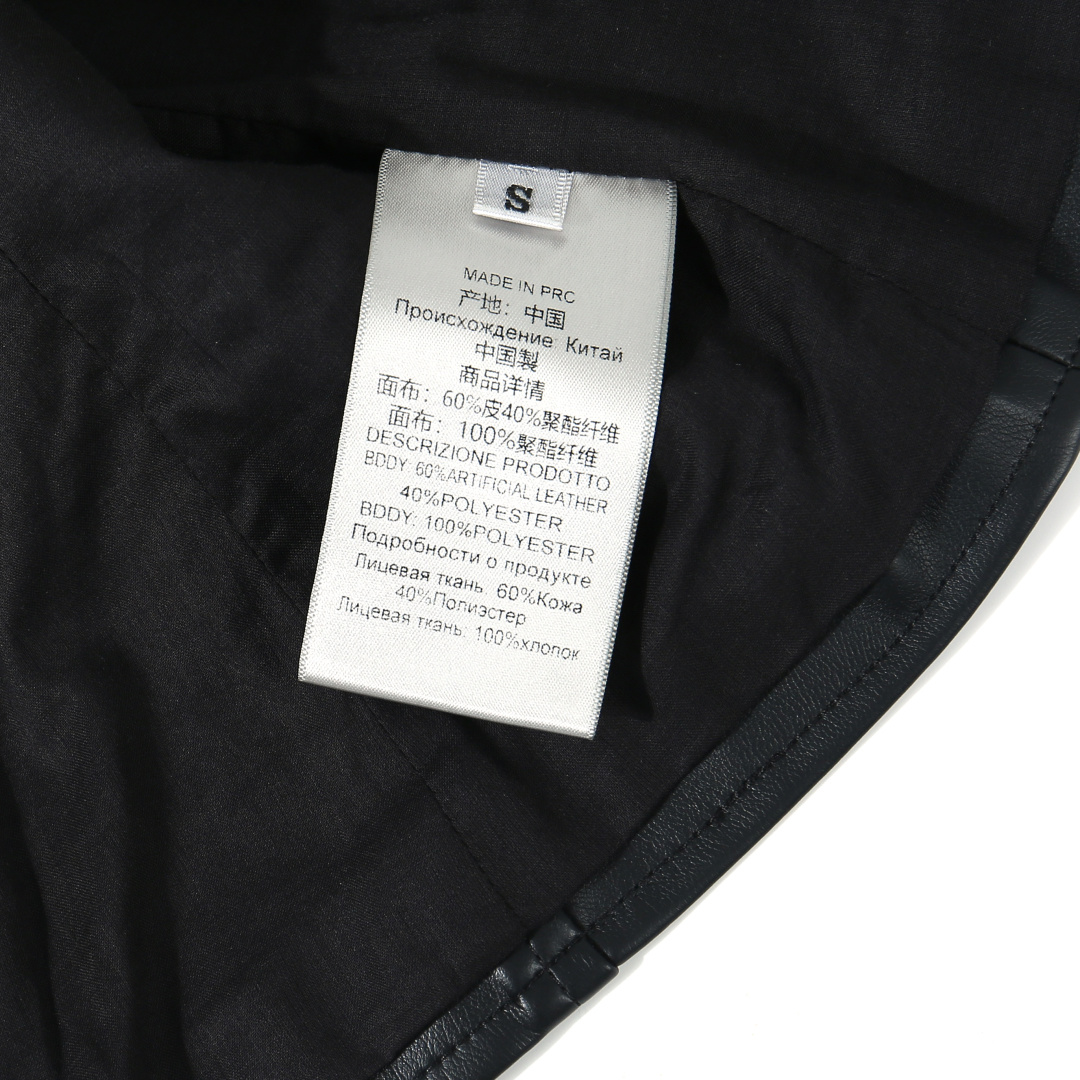 S
MADE IN PRC
产地：中国
Происхождение: Китай
中国製
商品详情
面布：60%皮40%聚酯纤维
面布：100%聚酯纤维
DESCRIZIONE PRODOTTO
BDDY: 60%ARTIFICIAL LEATHER
40%POLYESTER
BDDY: 100%POLYESTER
Подробности о продукте
Лицевая ткань: 60%Кожа
40%Полиэстер
Лицевая ткань: 100%хлопок